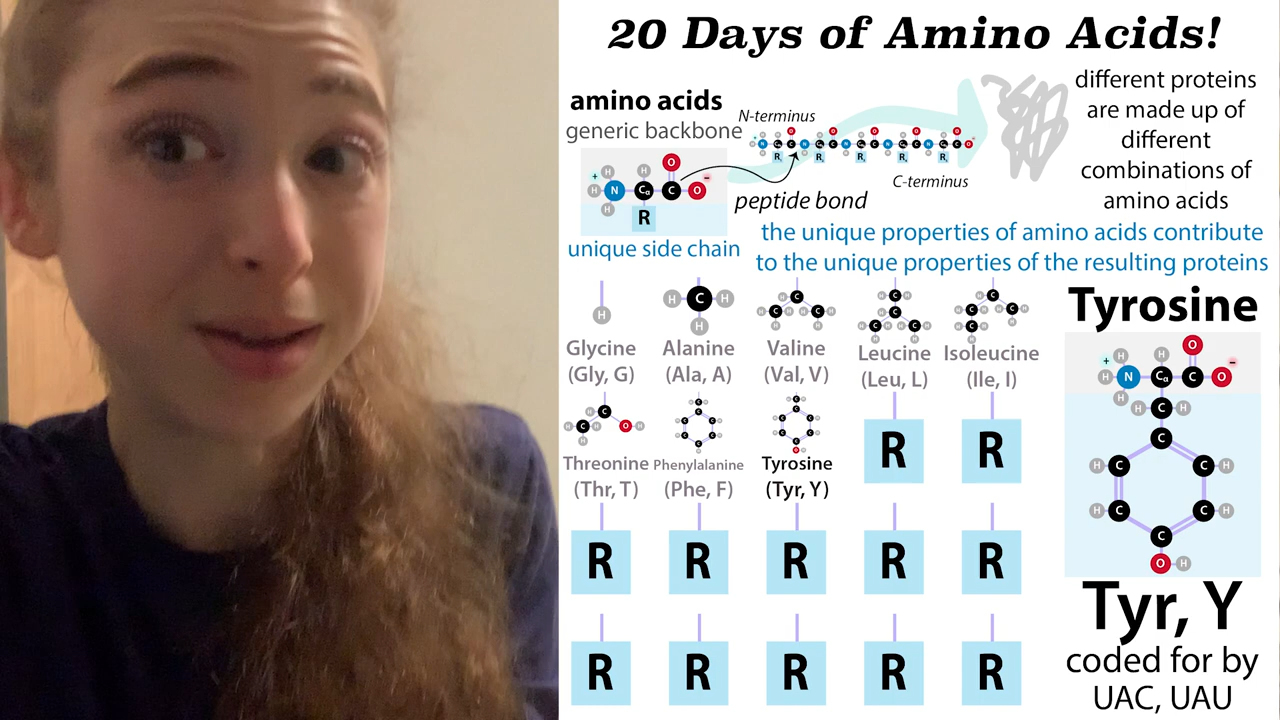 20 Days of Amino Acids!
amino acids
generic backbone
N-terminus
C-terminus
peptide bond
different proteins
are made up of
different
combinations of
amino acids
H
H
O
+
-
H
N
Cα
C
O
H
R
unique side chain
R R R R R
the unique properties of amino acids contribute
to the unique properties of the resulting proteins
Glycine
(Gly, G)
Alanine
(Ala, A)
Valine
(Val, V)
Leucine
(Leu, L)
Isoleucine
(Ile, I)
Threonine
(Thr, T)
Phenylalanine
(Phe, F)
Tyrosine
(Tyr, Y)
R R
R R R R R
R R R R R
Tyrosine
O
+
H
H
-
H
N
Cα
C
O
H
H
C
H
C
H
C
C
H
H
C
C
H
C
O
H
Tyr, Y
coded for by
UAC, UAU